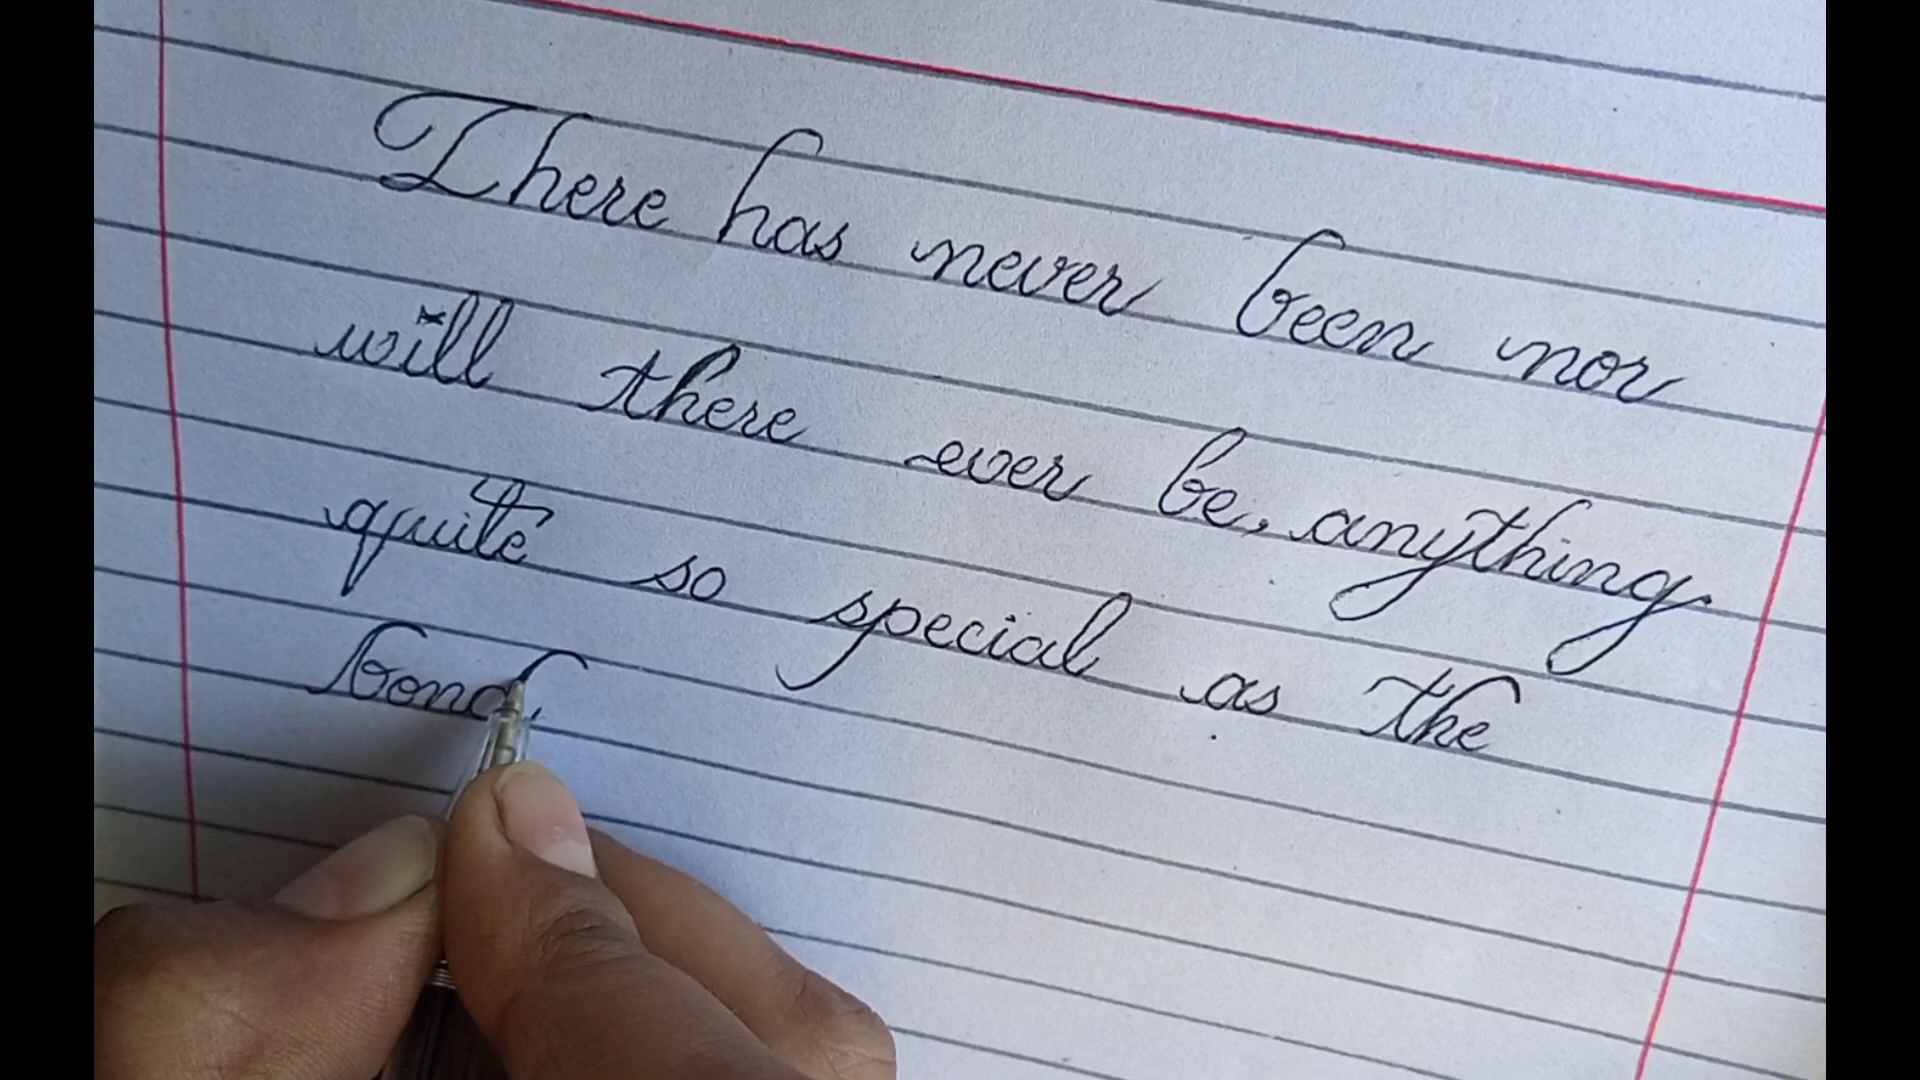 There has never been nor
will there ever be, anything
quite so special as the
bond